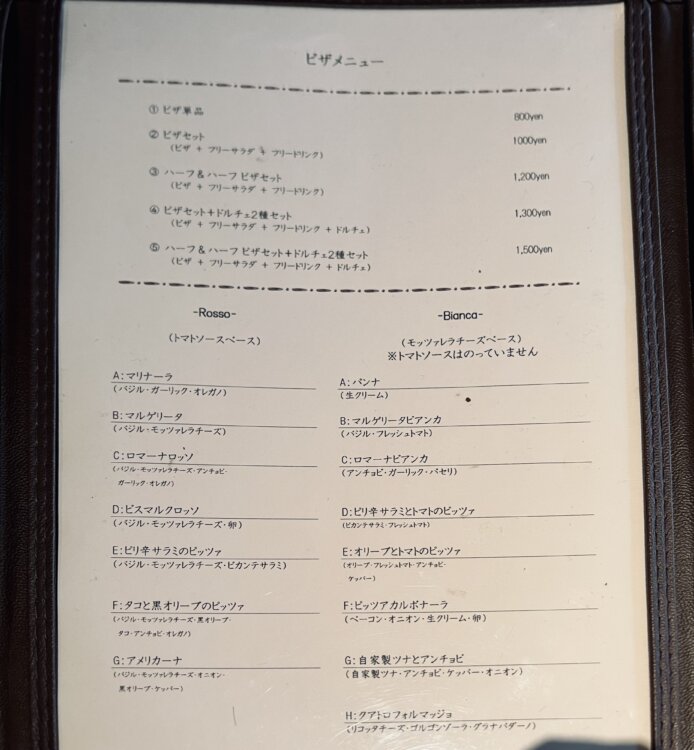 ピザメニュー
① ピザ単品 800yen
② ピザセット 1000yen
(ピザ + フリーサラダ + フリードリンク)
③ ハーフ&ハーフ ピザセット 1,200yen
(ピザ + フリーサラダ + フリードリンク)
④ ピザセット+ドルチェ2種セット 1,300yen
(ピザ + フリーサラダ + フリードリンク + ドルチェ)
⑤ ハーフ&ハーフ ピザセット+ドルチェ2種セット 1,500yen
(ピザ + フリーサラダ + フリードリンク + ドルチェ)
-Rosso-
(トマトソースベース)
A:マリナーラ
(バジル・ガーリック・オレガノ)
B:マルゲリータ
(バジル・モッツァレラチーズ)
C:ロマーナロッソ
(バジル・モッツァレラチーズ・アンチョビ・
ガーリック・オレガノ)
D:ビスマルクロッソ
(バジル・モッツァレラチーズ・卵)
E:ピリ辛サラミのピッツァ
(バジル・モッツァレラチーズ・ピカンテサラミ)
F:タコと黒オリーブのピッツァ
(バジル・モッツァレラチーズ・黒オリーブ・
タコ・アンチョビ・オレガノ)
G:アメリカーナ
(バジル・モッツァレラチーズ・オニオン・
黒オリーブ・ケッパー)
-Bianca-
(モッツァレラチーズベース)
※トマトソースはのっていません
A:パンナ
(生クリーム)
B:マルゲリータビアンカ
(バジル・フレッシュトマト)
C:ロマーナビアンカ
(アンチョビ・ガーリック・パセリ)
D:ピリ辛サラミとトマトのピッツァ
(ピカンテサラミ・フレッシュトマト)
E:オリーブとトマトのピッツァ
(オリーブ・フレッシュトマト・アンチョビ・
ケッパー)
F:ピッツアカルボナーラ
(ベーコン・オニオン・生クリーム・卵)
G:自家製ツナとアンチョビ
(自家製ツナ・アンチョビ・ケッパー・オニオン)
H:クアトロフォルマッジョ
(リコッタチーズ・ゴルゴンゾーラ・グラナパダーノ)